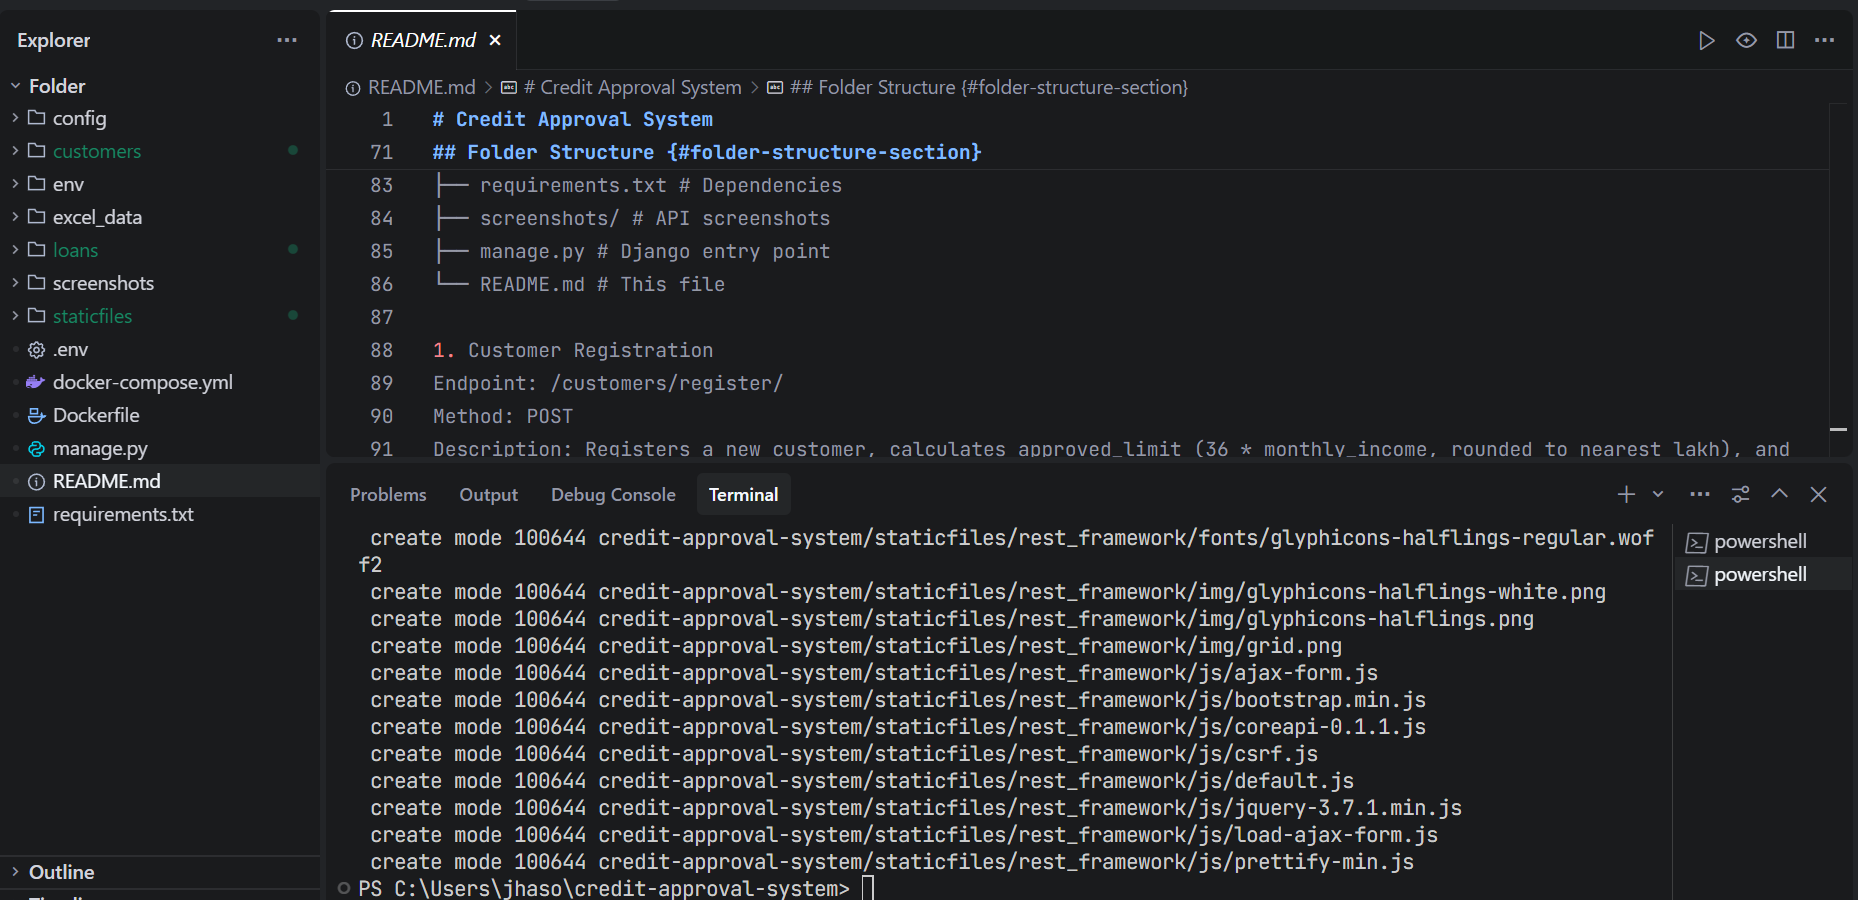 Explorer
Folder
config
customers
env
excel_data
loans
screenshots
staticfiles
.env
docker-compose.yml
Dockerfile
manage.py
README.md
requirements.txt
Outline
README.md
README.md > # Credit Approval System > ## Folder Structure {#folder-structure-section}
1 # Credit Approval System
71 ## Folder Structure {#folder-structure-section}
83 ├── requirements.txt # Dependencies
84 ├── screenshots/ # API screenshots
85 ├── manage.py # Django entry point
86 └── README.md # This file
87
88 1. Customer Registration
89 Endpoint: /customers/register/
90 Method: POST
91 Description: Registers a new customer, calculates approved_limit (36 * monthly_income, rounded to nearest lakh), and
Problems Output Debug Console Terminal
create mode 100644 credit-approval-system/staticfiles/rest_framework/fonts/glyphicons-halflings-regular.wof
f2
create mode 100644 credit-approval-system/staticfiles/rest_framework/img/glyphicons-halflings-white.png
create mode 100644 credit-approval-system/staticfiles/rest_framework/img/glyphicons-halflings.png
create mode 100644 credit-approval-system/staticfiles/rest_framework/img/grid.png
create mode 100644 credit-approval-system/staticfiles/rest_framework/js/ajax-form.js
create mode 100644 credit-approval-system/staticfiles/rest_framework/js/bootstrap.min.js
create mode 100644 credit-approval-system/staticfiles/rest_framework/js/coreapi-0.1.1.js
create mode 100644 credit-approval-system/staticfiles/rest_framework/js/csrf.js
create mode 100644 credit-approval-system/staticfiles/rest_framework/js/default.js
create mode 100644 credit-approval-system/staticfiles/rest_framework/js/jquery-3.7.1.min.js
create mode 100644 credit-approval-system/staticfiles/rest_framework/js/load-ajax-form.js
create mode 100644 credit-approval-system/staticfiles/rest_framework/js/prettify-min.js
PS C:\Users\jhaso\credit-approval-system>
powershell
powershell